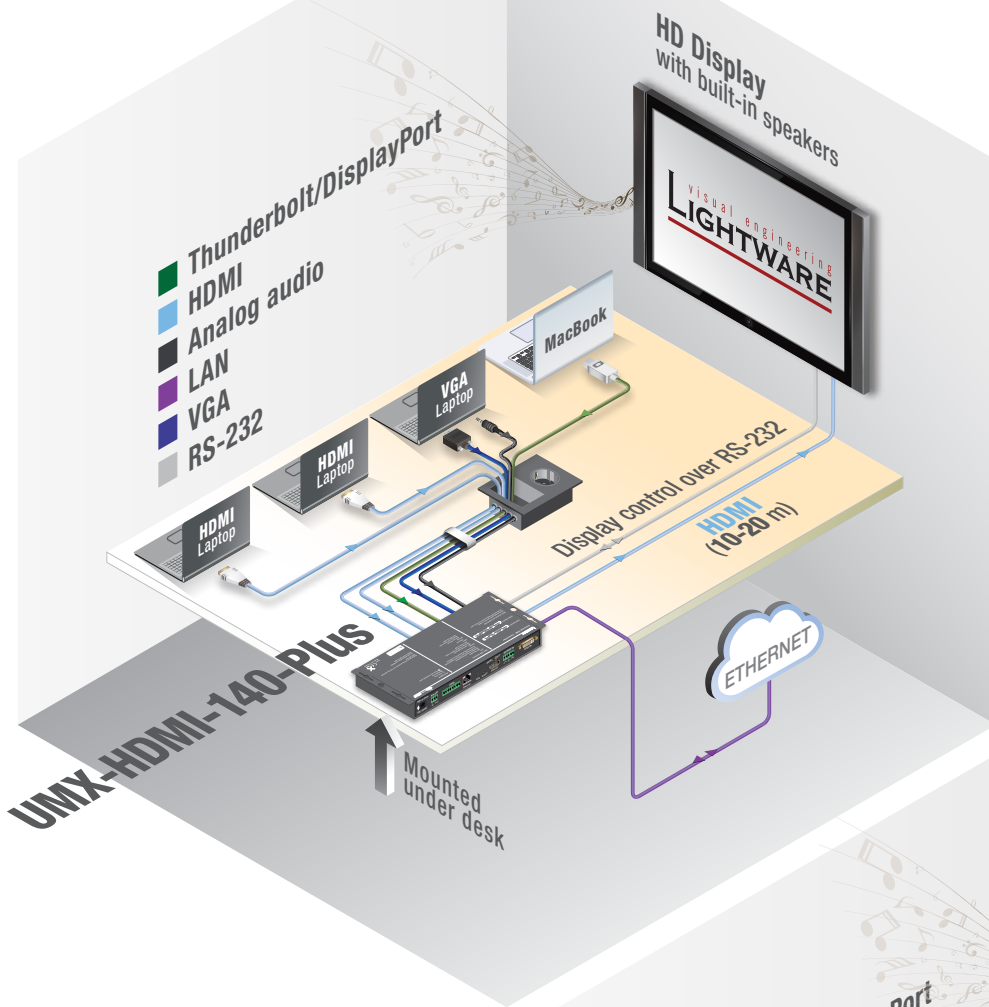 HD Display
with built-in speakers
visual engineering
LIGHTWARE
Thunderbolt/DisplayPort
HDMI
Analog audio
LAN
VGA
RS-232
MacBook
VGA
Laptop
HDMI
Laptop
HDMI
Laptop
Display control over RS-232
HDMI
(10-20 m)
ETHERNET
UMX-HDMI-140-Plus
Mounted
under desk
Port